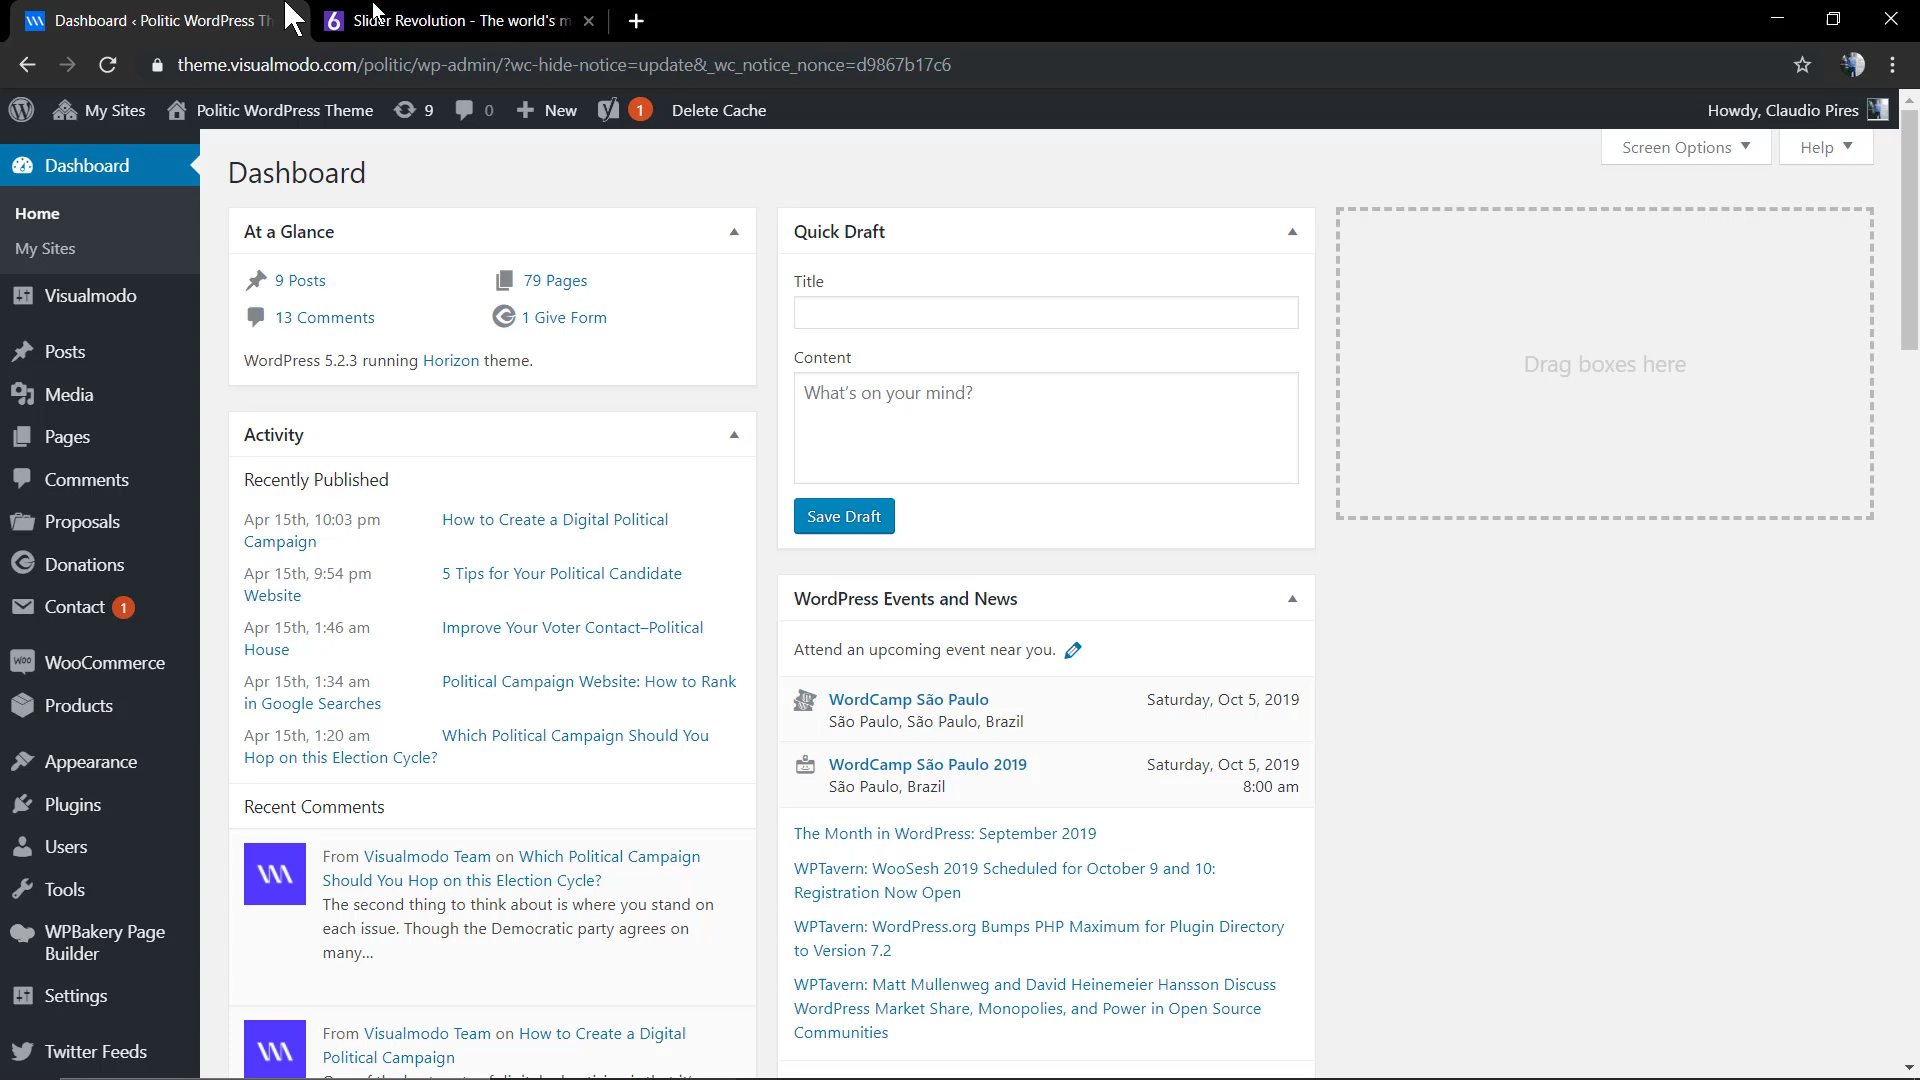 Dashboard ‹ Politic WordPress Th
Slider Revolution - The world's m
theme.visualmodo.com/politic/wp-admin/?wc-hide-notice=update&_wc_notice_nonce=d9867b17c6
My Sites
Politic WordPress Theme
9
0
New
1
Delete Cache
Howdy, Claudio Pires
Dashboard
Home
My Sites
Visualmodo
Posts
Media
Pages
Comments
Proposals
Donations
Contact 1
WooCommerce
Products
Appearance
Plugins
Users
Tools
WPBakery Page
Builder
Settings
Twitter Feeds
Screen Options
Help
Dashboard
At a Glance
9 Posts
79 Pages
13 Comments
1 Give Form
WordPress 5.2.3 running Horizon theme.
Activity
Recently Published
Apr 15th, 10:03 pm How to Create a Digital Political
Campaign
Apr 15th, 9:54 pm 5 Tips for Your Political Candidate
Website
Apr 15th, 1:46 am Improve Your Voter Contact–Political
House
Apr 15th, 1:34 am Political Campaign Website: How to Rank
in Google Searches
Apr 15th, 1:20 am Which Political Campaign Should You
Hop on this Election Cycle?
Recent Comments
From Visualmodo Team on Which Political Campaign
Should You Hop on this Election Cycle?
The second thing to think about is where you stand on
each issue. Though the Democratic party agrees on
many...
From Visualmodo Team on How to Create a Digital
Political Campaign
Quick Draft
Title
Content
What's on your mind?
Save Draft
WordPress Events and News
Attend an upcoming event near you.
WordCamp São Paulo Saturday, Oct 5, 2019
São Paulo, São Paulo, Brazil
WordCamp São Paulo 2019 Saturday, Oct 5, 2019
São Paulo, Brazil 8:00 am
The Month in WordPress: September 2019
WPTavern: WooSesh 2019 Scheduled for October 9 and 10:
Registration Now Open
WPTavern: WordPress.org Bumps PHP Maximum for Plugin Directory
to Version 7.2
WPTavern: Matt Mullenweg and David Heinemeier Hansson Discuss
WordPress Market Share, Monopolies, and Power in Open Source
Communities
Drag boxes here